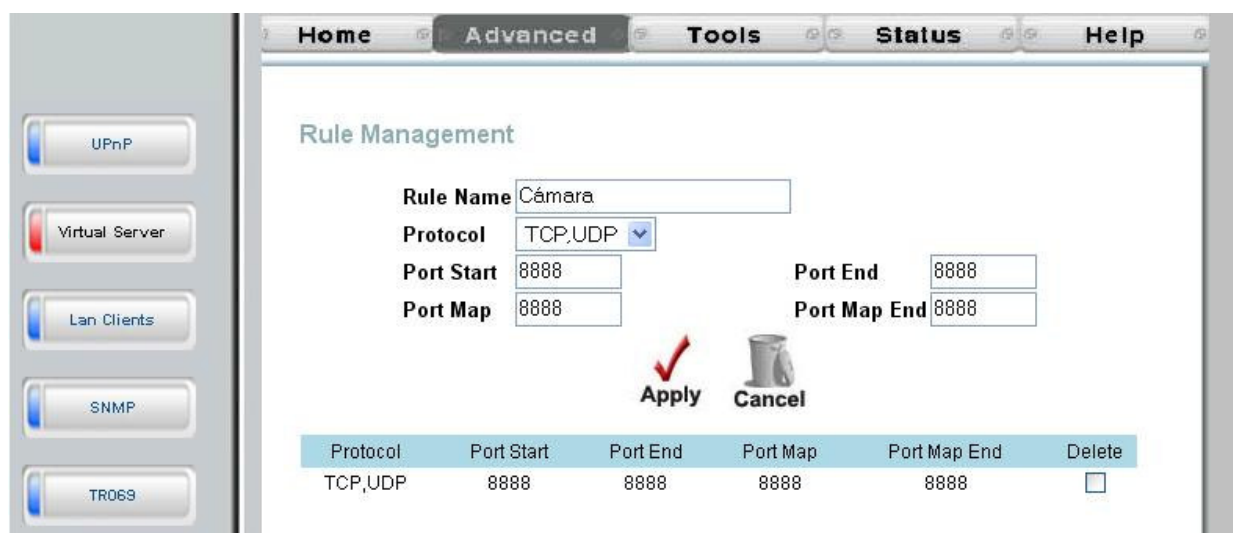 Home Advanced Tools Status Help
UPnP
Virtual Server
Lan Clients
SNMP
TR069
Rule Management
Rule Name Cámara
Protocol TCP,UDP
Port Start 8888 Port End 8888
Port Map 8888 Port Map End 8888
Apply Cancel
Protocol Port Start Port End Port Map Port Map End Delete
TCP,UDP 8888 8888 8888 8888